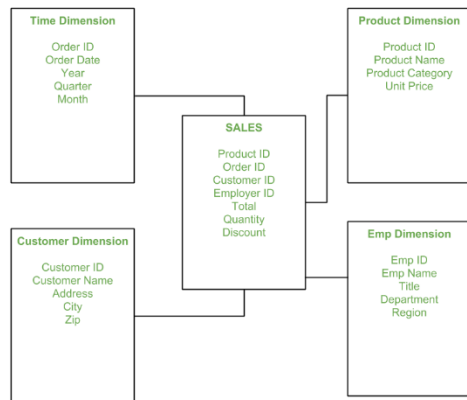 Time Dimension
Order ID
Order Date
Year
Quarter
Month
Product Dimension
Product ID
Product Name
Product Category
Unit Price
SALES
Product ID
Order ID
Customer ID
Employer ID
Total
Quantity
Discount
Customer Dimension
Customer ID
Customer Name
Address
City
Zip
Emp Dimension
Emp ID
Emp Name
Title
Department
Region